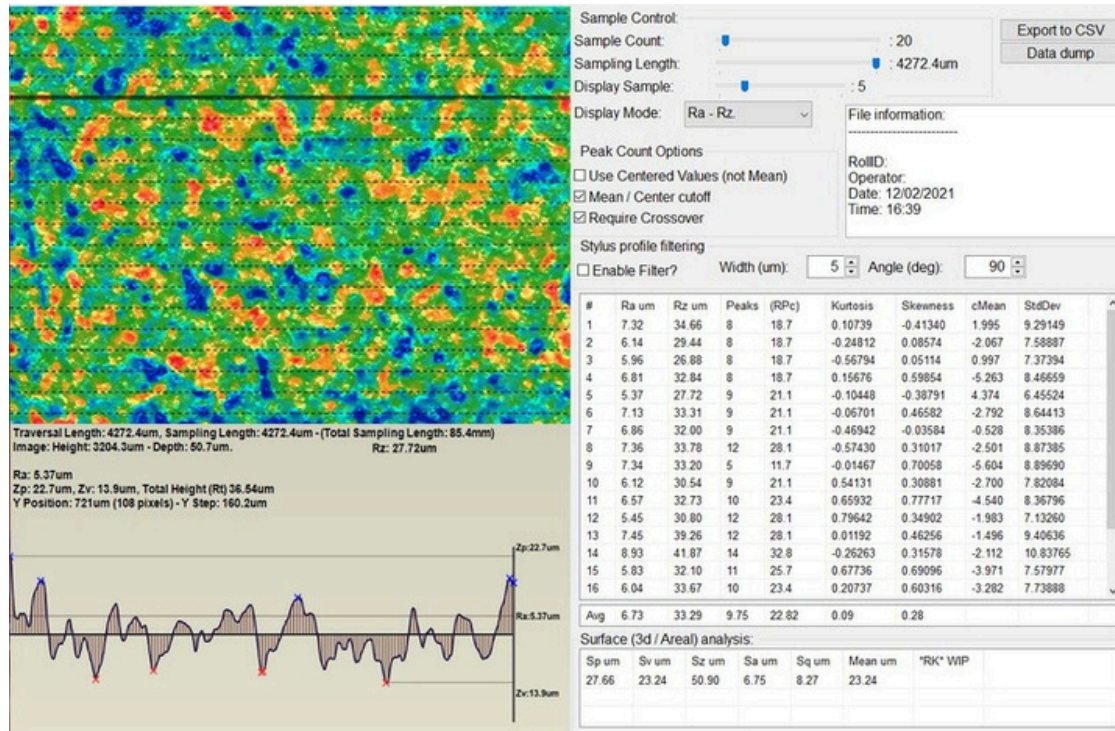 Sample Control:
Sample Count: : 20
Sampling Length: : 4272.4um
Display Sample: : 5
Display Mode: Ra - Rz.
Export to CSV
Data dump
File information:
--------------------------
RollID:
Operator:
Date: 12/02/2021
Time: 16:39
Peak Count Options
Use Centered Values (not Mean)
Mean / Center cutoff
Require Crossover
Stylus profile filtering
Enable Filter? Width (um): 5 Angle (deg): 90
# Ra um Rz um Peaks (RPc) Kurtosis Skewness cMean StdDev
1 7.32 34.66 8 18.7 0.10739 -0.41340 1.995 9.29149
2 6.14 29.44 8 18.7 -0.24812 0.08574 -2.067 7.58887
3 5.96 26.88 8 18.7 -0.56794 0.05114 0.997 7.37394
4 6.81 32.84 8 18.7 0.15676 0.59854 -5.263 8.46659
5 5.37 27.72 9 21.1 -0.10448 -0.38791 4.374 6.45524
6 7.13 33.31 9 21.1 -0.06701 0.46582 -2.792 8.64413
7 6.86 32.00 9 21.1 -0.46942 -0.03584 -0.528 8.35386
8 7.36 33.78 12 28.1 -0.57430 0.31017 -2.501 8.87385
9 7.34 33.20 5 11.7 -0.01467 0.70058 -5.604 8.89690
10 6.12 30.54 9 21.1 0.54131 0.30881 -2.700 7.82084
11 6.57 32.73 10 23.4 0.65932 0.77717 -4.540 8.36796
12 5.45 30.80 12 28.1 0.79642 0.34902 -1.983 7.13260
13 7.45 39.26 12 28.1 0.01192 0.46256 -1.496 9.40636
14 8.93 41.87 14 32.8 -0.26263 0.31578 -2.112 10.83765
15 5.83 32.10 11 25.7 0.67736 0.69096 -3.971 7.57977
16 6.04 33.67 10 23.4 0.20737 0.60316 -3.282 7.73888
Avg 6.73 33.29 9.75 22.82 0.09 0.28
Surface (3d / Areal) analysis:
Sp um Sv um Sz um Sa um Sq um Mean um *RK* WIP
27.66 23.24 50.90 6.75 8.27 23.24
Traversal Length: 4272.4um, Sampling Length: 4272.4um - (Total Sampling Length: 85.4mm)
Image: Height: 3204.3um - Depth: 50.7um. Rz: 27.72um
Ra: 5.37um
Zp: 22.7um, Zv: 13.9um, Total Height (Rt) 36.54um
Y Position: 721um (108 pixels) - Y Step: 160.2um
Zp:22.7um
Ra:5.37um
Zv:13.9um